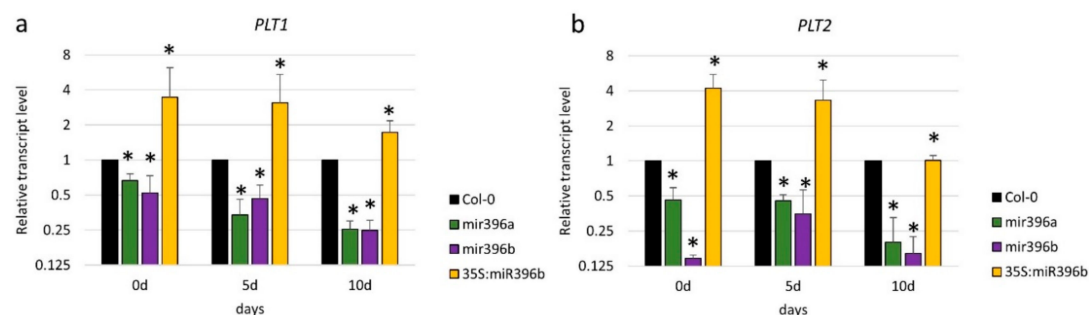 a
PLT1
Relative transcript level
8
4
2
1
0.5
0.25
0.125
* * *
* * *
* * *
0d 5d 10d
days
Col-0
mir396a
mir396b
35S:miR396b
b
PLT2
Relative transcript level
8
4
2
1
0.5
0.25
0.125
* * *
* * *
* * *
0d 5d 10d
days
Col-0
mir396a
mir396b
35S:miR396b